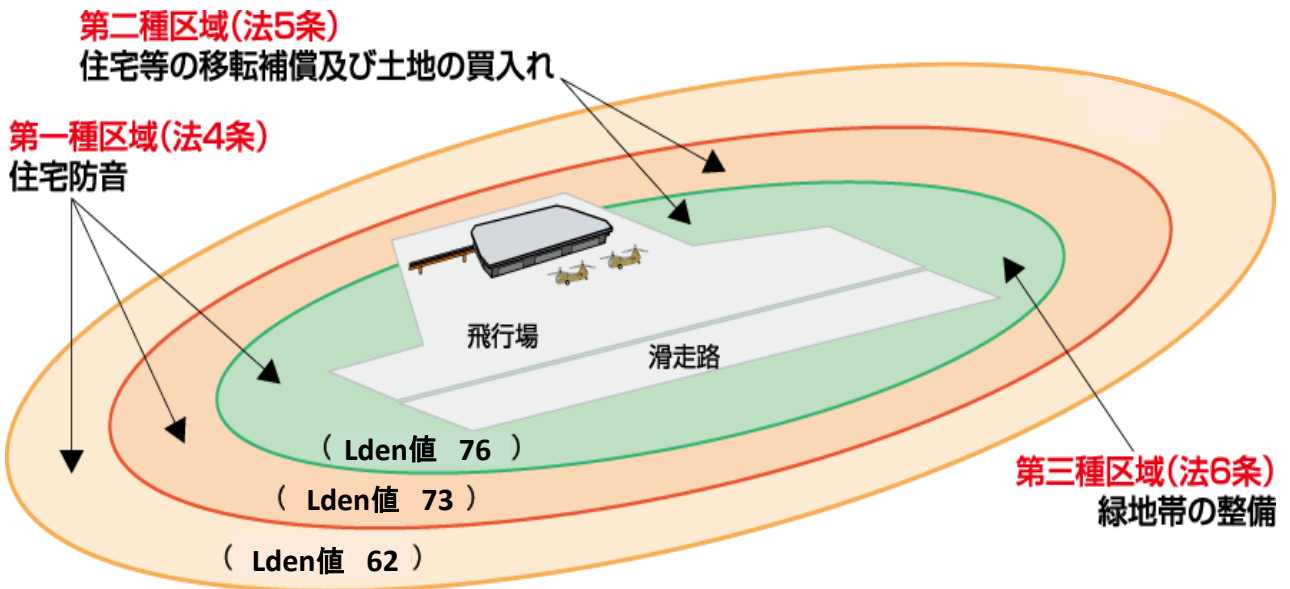 第二種区域(法5条)
住宅等の移転補償及び土地の買入れ
第一種区域(法4条)
住宅防音
飛行場
滑走路
( Lden値 76 )
( Lden値 73 )
( Lden値 62 )
第三種区域(法6条)
緑地帯の整備